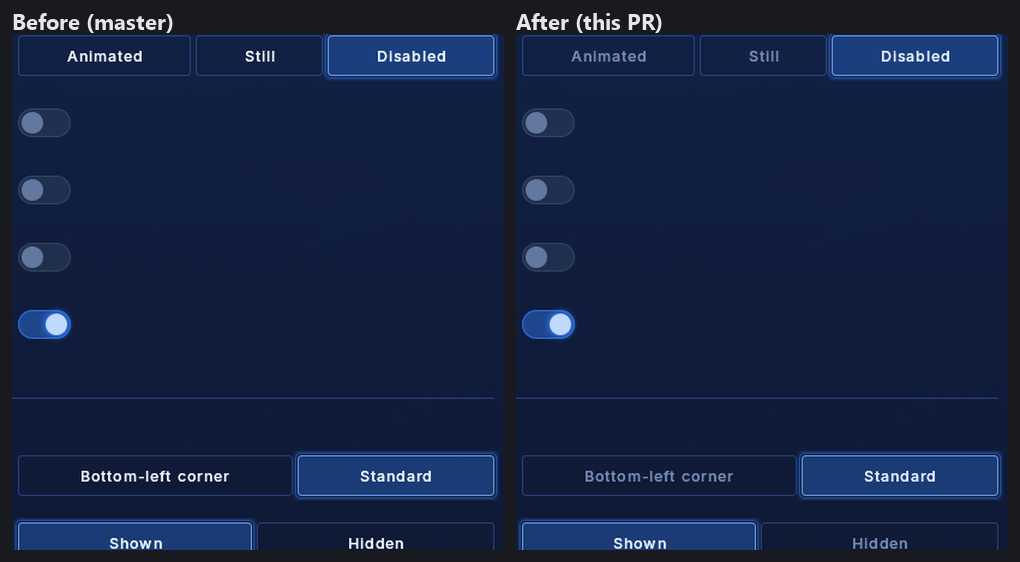 Before (master)
Animated Still Disabled
Bottom-left corner Standard
Shown Hidden
After (this PR)
Animated Still Disabled
Bottom-left corner Standard
Shown Hidden